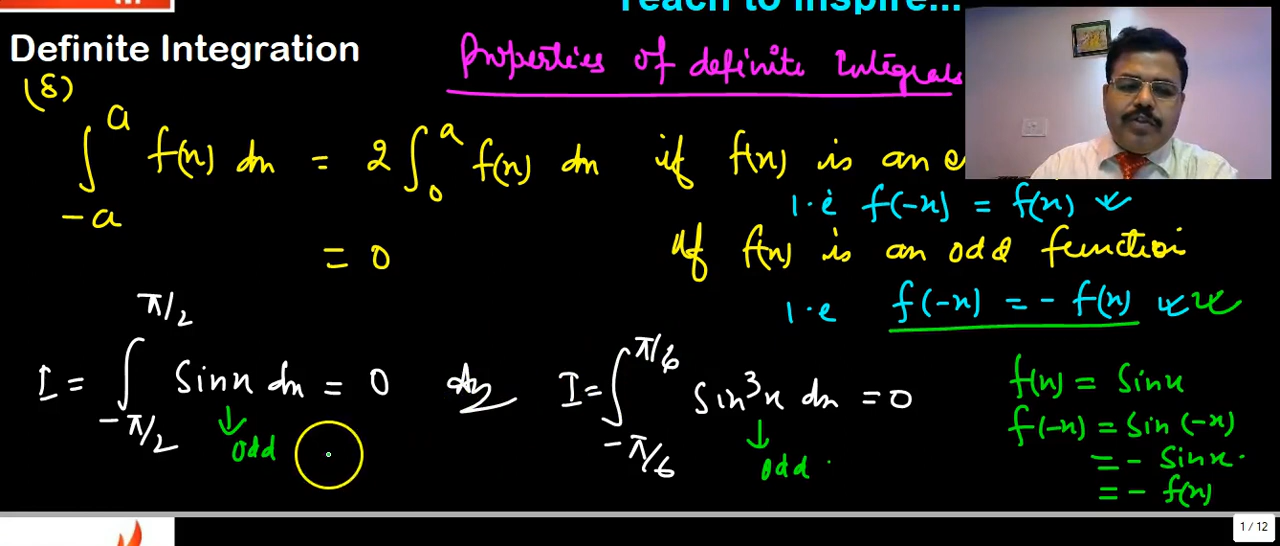 Teach to Inspire...
Definite Integration
Properties of definite Integrals
(8)
∫_{-a}^{a} f(x) dx = 2 ∫_0^a f(x) dx if f(x) is an
i.e f(-x) = f(x)
= 0 if f(x) is an odd function
i.e f(-x) = - f(x)
I = ∫_{-π/2}^{π/2} sinx dx = 0 Ans I = ∫_{-π/6}^{π/6} sin³x dx = 0
↓ odd ↓ odd
f(x) = Sinx
f(-x) = Sin (-x)
= - Sinx.
= - f(x)
1 / 12